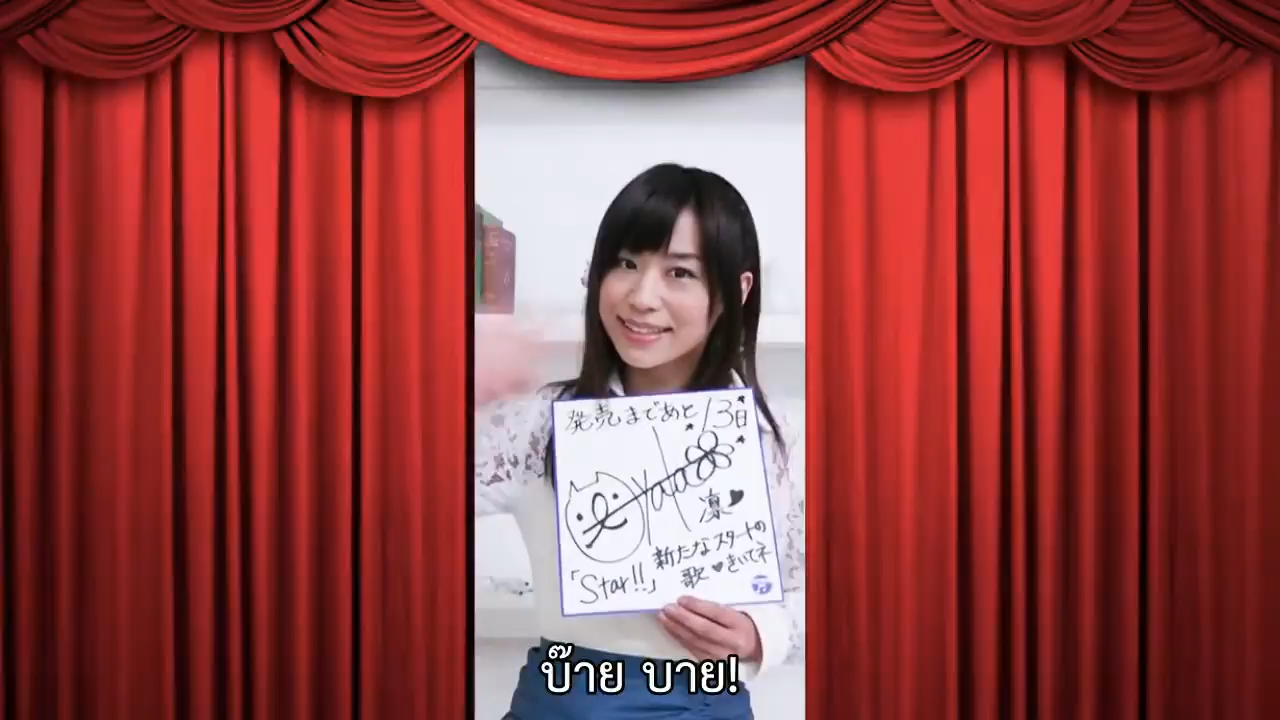 発売まであと13日
凛
新たなスタートの
「Star!!」
歌♥きいてネ
บ๊าย บาย!